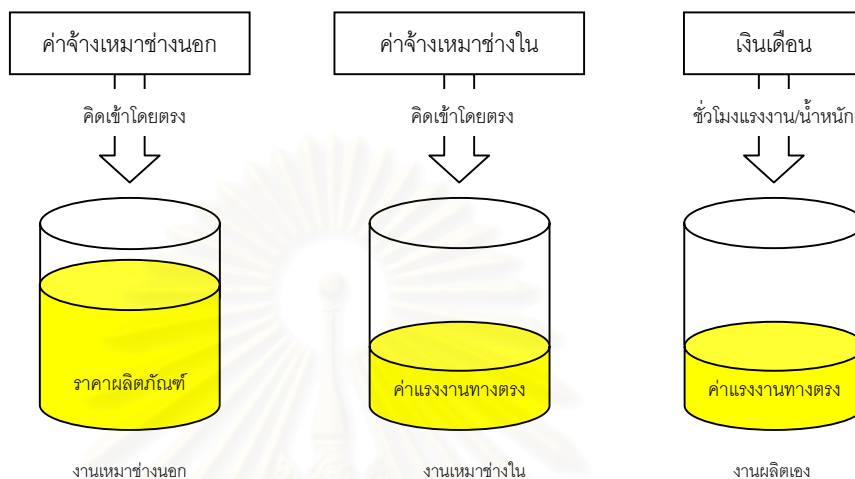 ค่าจ้างเหมาช่างนอก
ค่าจ้างเหมาช่างใน
เงินเดือน
คิดเข้าโดยตรง
คิดเข้าโดยตรง
ชั่วโมงแรงงาน/น้ำหนัก
ราคาผลิตภัณฑ์
ค่าแรงงานทางตรง
ค่าแรงงานทางตรง
งานเหมาช่างนอก
งานเหมาช่างใน
งานผลิตเอง